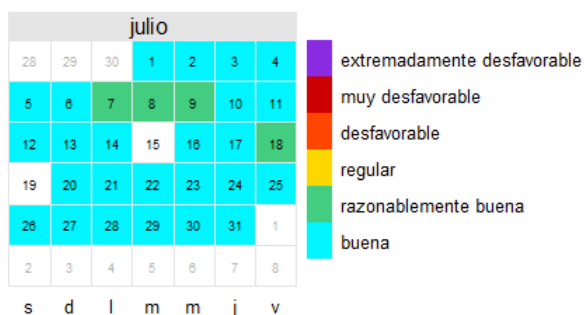 julio
28 29 30 1 2 3 4
5 6 7 8 9 10 11
12 13 14 15 16 17 18
19 20 21 22 23 24 25
26 27 28 29 30 31 1
2 3 4 5 6 7 8
s d l m m j v
extremadamente desfavorable
muy desfavorable
desfavorable
regular
razonablemente buena
buena